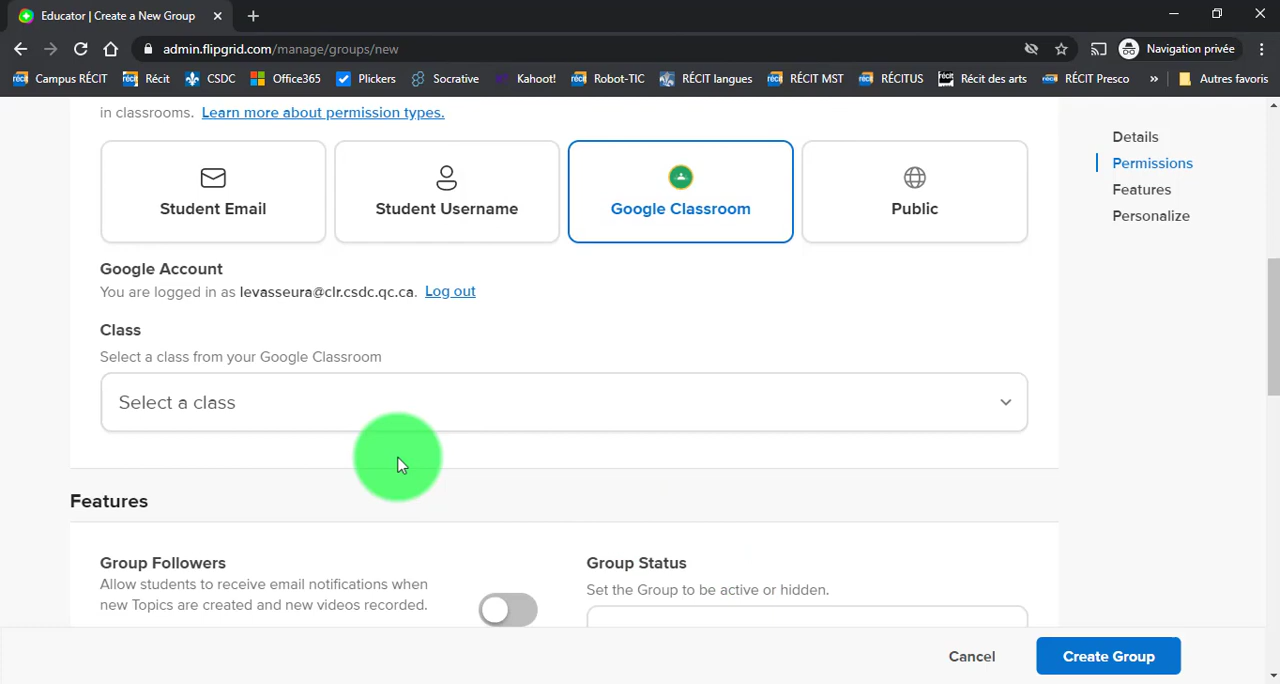 Educator | Create a New Group
admin.flipgrid.com/manage/groups/new
Navigation privée
Campus RÉCIT Récit CSDC Office365 Plickers Socrative Kahoot! Robot-TIC RÉCIT langues RÉCIT MST RÉCITUS Récit des arts RÉCIT Presco » Autres favoris
in classrooms. Learn more about permission types.
Student Email
Student Username
Google Classroom
Public
Details
Permissions
Features
Personalize
Google Account
You are logged in as levasseura@clr.csdc.qc.ca. Log out
Class
Select a class from your Google Classroom
Select a class
Features
Group Followers
Allow students to receive email notifications when
new Topics are created and new videos recorded.
Group Status
Set the Group to be active or hidden.
Cancel
Create Group